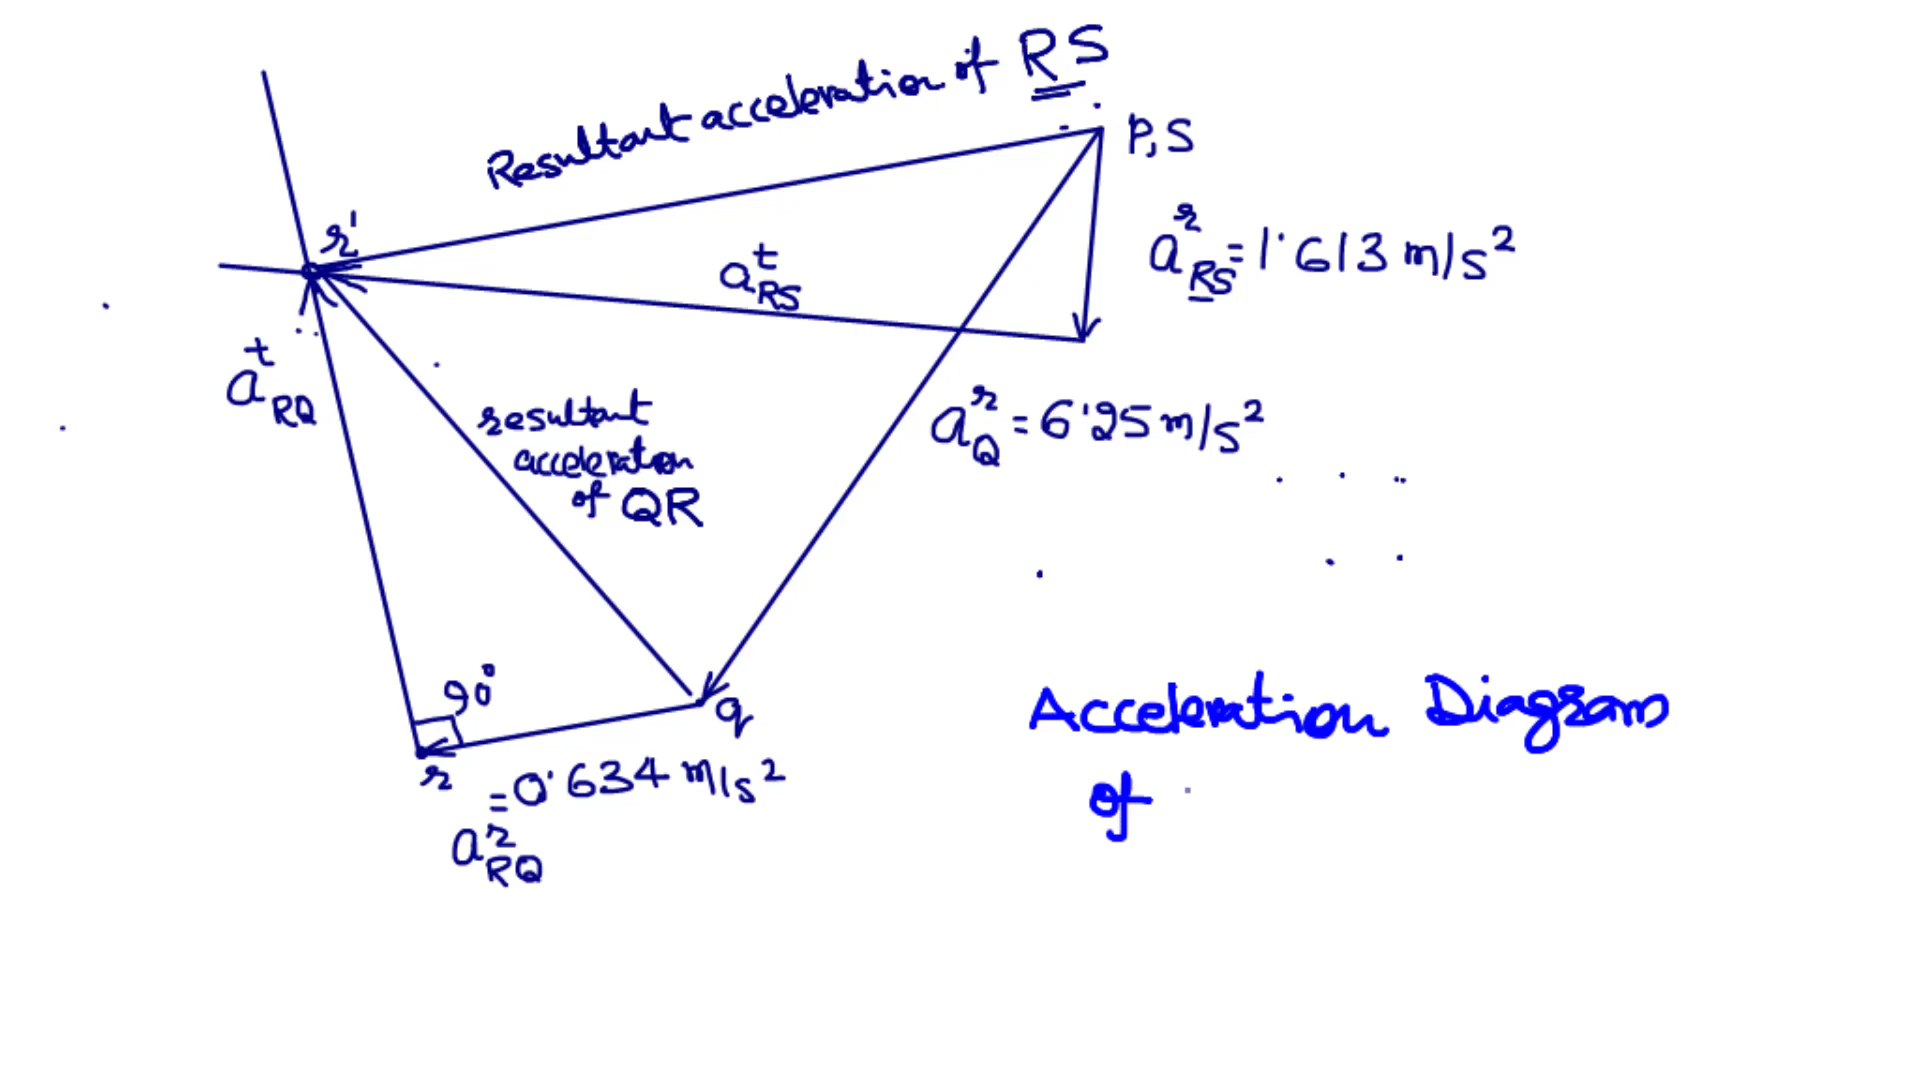 Resultant acceleration of RS
P,S
r'
a^t_RS
a^r_RS = 1.613 m/s²
a^t_RQ
resultant
acceleration
of QR
a^r_Q = 6.25 m/s²
90°
q
r
= 0.634 m/s²
a^r_RQ
Acceleration Diagram
of